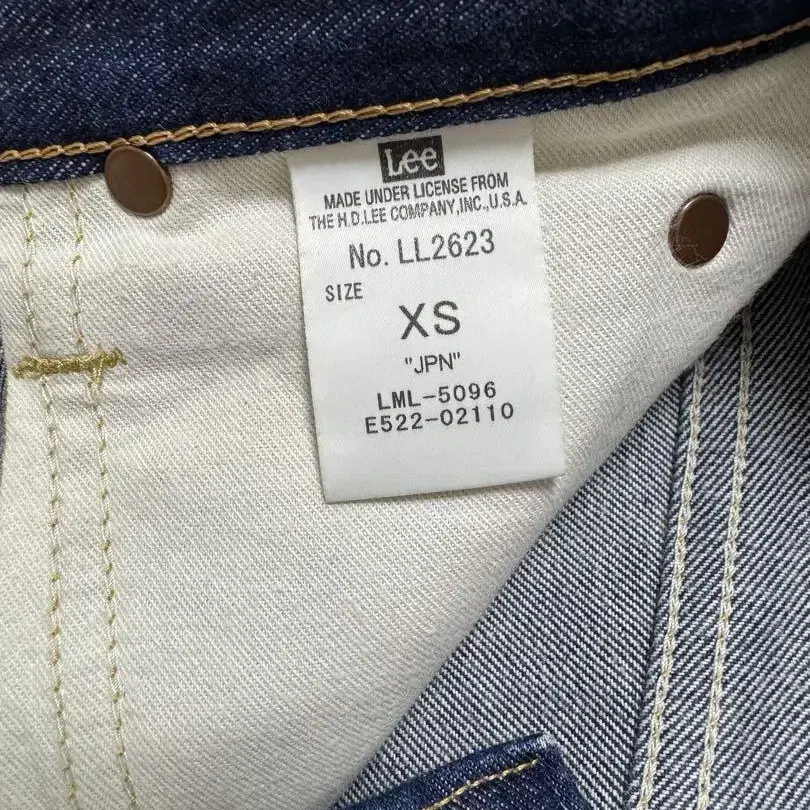 Lee
MADE UNDER LICENSE FROM
THE H.D.LEE COMPANY,INC.,U.S.A.
No. LL2623
SIZE
XS
"JPN"
LML-5096
E522-02110